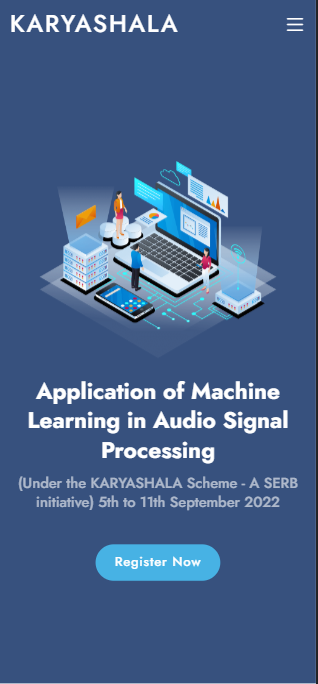 KARYASHALA
Application of Machine
Learning in Audio Signal
Processing
(Under the KARYASHALA Scheme - A SERB
initiative) 5th to 11th September 2022
Register Now